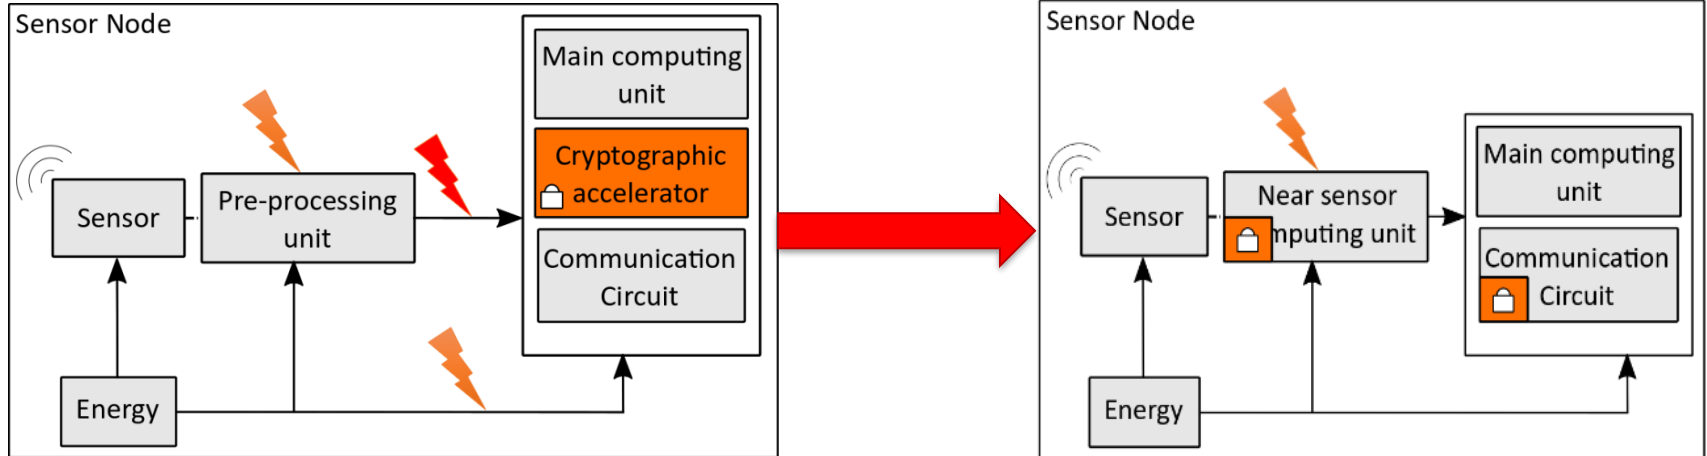 Sensor Node
Main computing
unit
Cryptographic
accelerator
Pre-processing
unit
Sensor
Communication
Circuit
Energy
Sensor Node
Main computing
unit
Near sensor
mputing unit
Sensor
Communication
Circuit
Energy